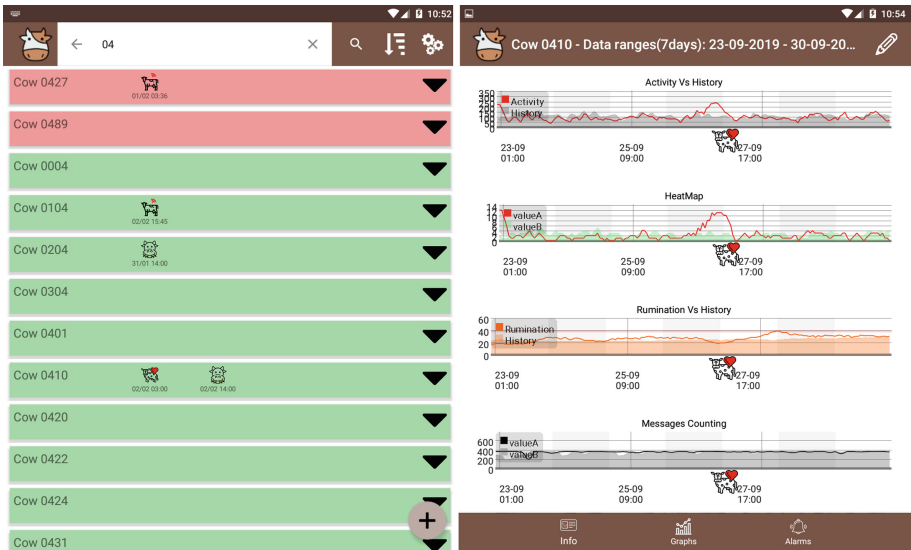 10:52
04
Cow 0427
01/02 03:36
Cow 0489
Cow 0004
Cow 0104
02/02 15:45
Cow 0204
31/01 14:00
Cow 0304
Cow 0401
Cow 0410
02/02 03:00 02/02 14:00
Cow 0420
Cow 0422
Cow 0424
+
Cow 0431
10:54
Cow 0410 - Data ranges(7days): 23-09-2019 - 30-09-20...
Activity Vs History
350
300
250
200
150
100
50
0
Activity
History
23-09 25-09 27-09
01:00 09:00 17:00
HeatMap
14
12
10
8
6
4
2
0
valueA
valueB
23-09 25-09 27-09
01:00 09:00 17:00
Rumination Vs History
60
40
20
0
Rumination
History
23-09 25-09 27-09
01:00 09:00 17:00
Messages Counting
600
400
200
0
valueA
valueB
23-09 25-09 27-09
01:00 09:00 17:00
Info Graphs Alarms